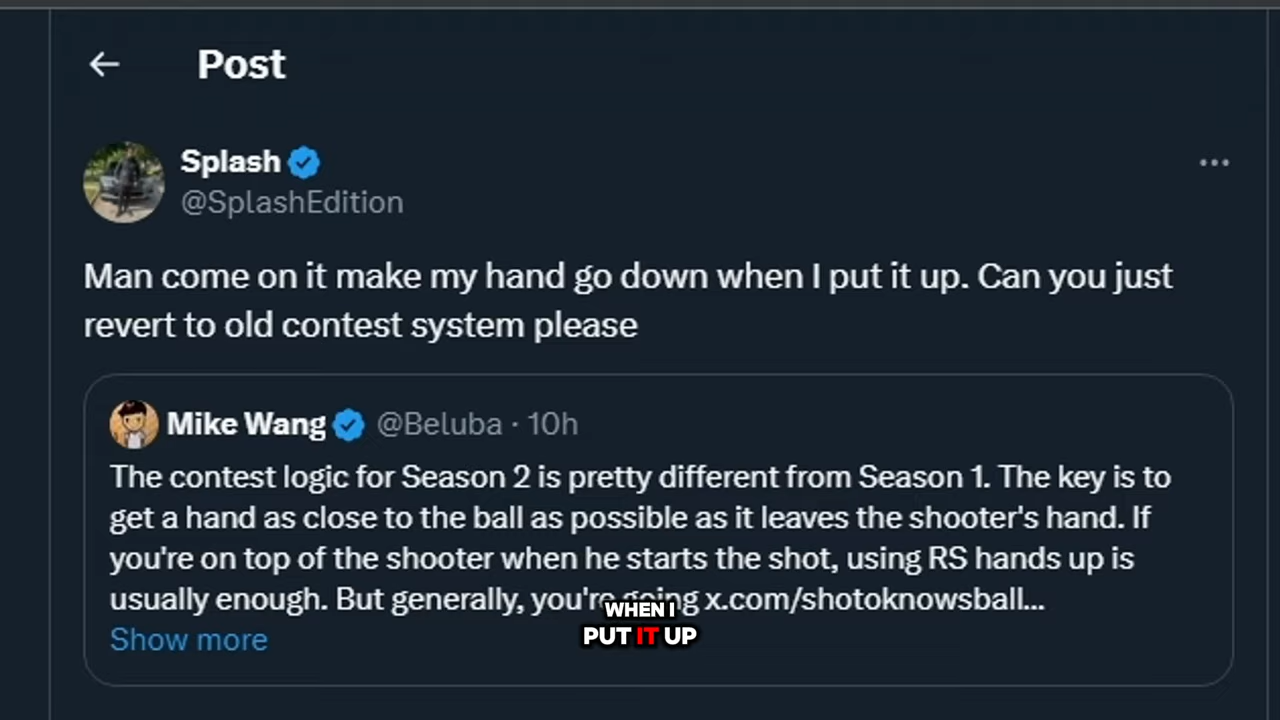 Post
Splash
@SplashEdition
Man come on it make my hand go down when I put it up. Can you just
revert to old contest system please
Mike Wang @Beluba · 10h
The contest logic for Season 2 is pretty different from Season 1. The key is to
get a hand as close to the ball as possible as it leaves the shooter's hand. If
you're on top of the shooter when he starts the shot, using RS hands up is
usually enough. But generally, you're going x.com/shotoknowsball...
Show more
WHEN I
PUT IT UP